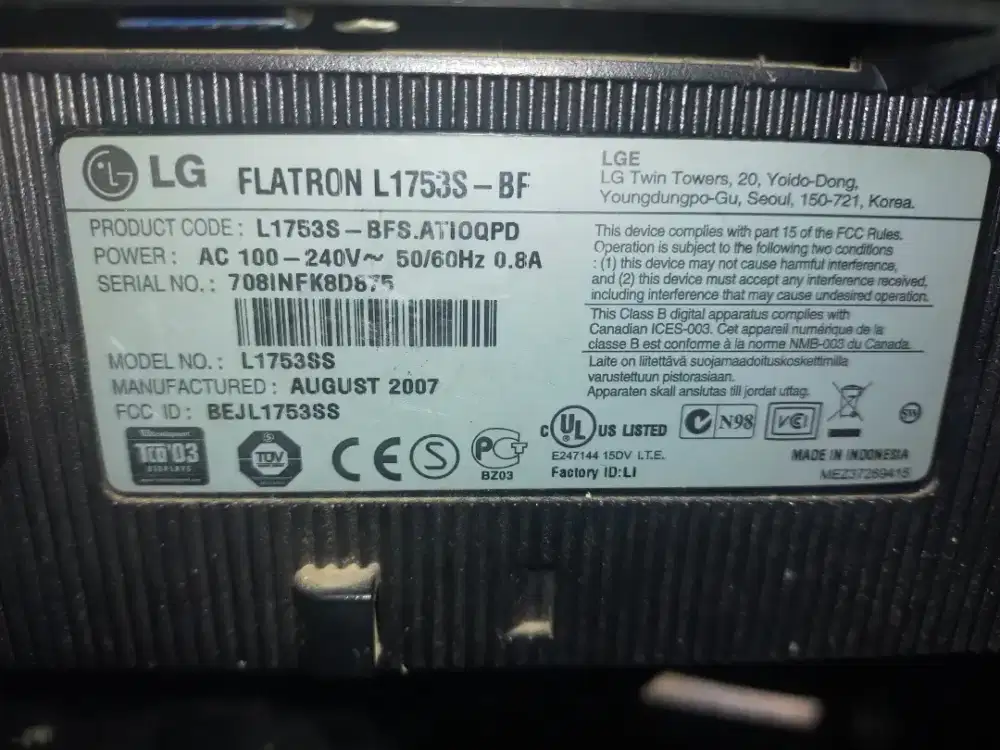 LG FLATRON L1753S-BF
LGE
LG Twin Towers, 20, Yoido-Dong,
Youngdungpo-Gu, Seoul, 150-721, Korea.
PRODUCT CODE : L1753S-BFS.ATIOQPD
POWER : AC 100-240V~ 50/60Hz 0.8A
SERIAL NO. : 708INFK8D675
MODEL NO. : L1753SS
MANUFACTURED : AUGUST 2007
FCC ID : BEJL1753SS
This device complies with part 15 of the FCC Rules.
Operation is subject to the following two conditions
: (1) this device may not cause harmful interference,
and (2) this device must accept any interference received,
including interference that may cause undesired operation.
This Class B digital apparatus complies with
Canadian ICES-003. Cet appareil numérique de la
classe B est conforme à la norme NMB-003 du Canada.
Laite on liitettävä suojamaadoituskoskettimilla
varustettuun pistorasiaan.
Apparaten skall anslutas till jordat uttag.
TCO'03
DISPLAYS
TÜV
CE
S
PCT
BZ03
c UL US LISTED
E247144 15DV I.T.E.
Factory ID:LI
N98
VCCI
SW
MADE IN INDONESIA
MEZ37269415